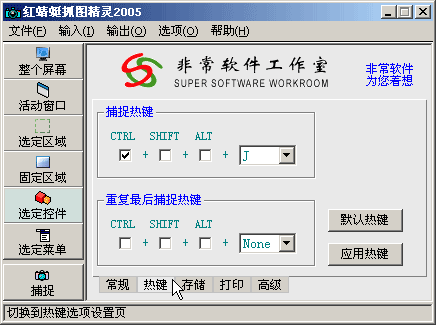 红蜻蜓抓图精灵2005
文件(F) 输入(I) 输出(O) 选项(O) 帮助(H)
整个屏幕
活动窗口
选定区域
固定区域
选定控件
选定菜单
捕捉
非常软件工作室
SUPER SOFTWARE WORKROOM
非常软件
为您着想
捕捉热键
CTRL SHIFT ALT
+ + + J
重复最后捕捉热键
CTRL SHIFT ALT
+ + + None
默认热键
应用热键
常规 热键 存储 打印 高级
切换到热键选项设置页